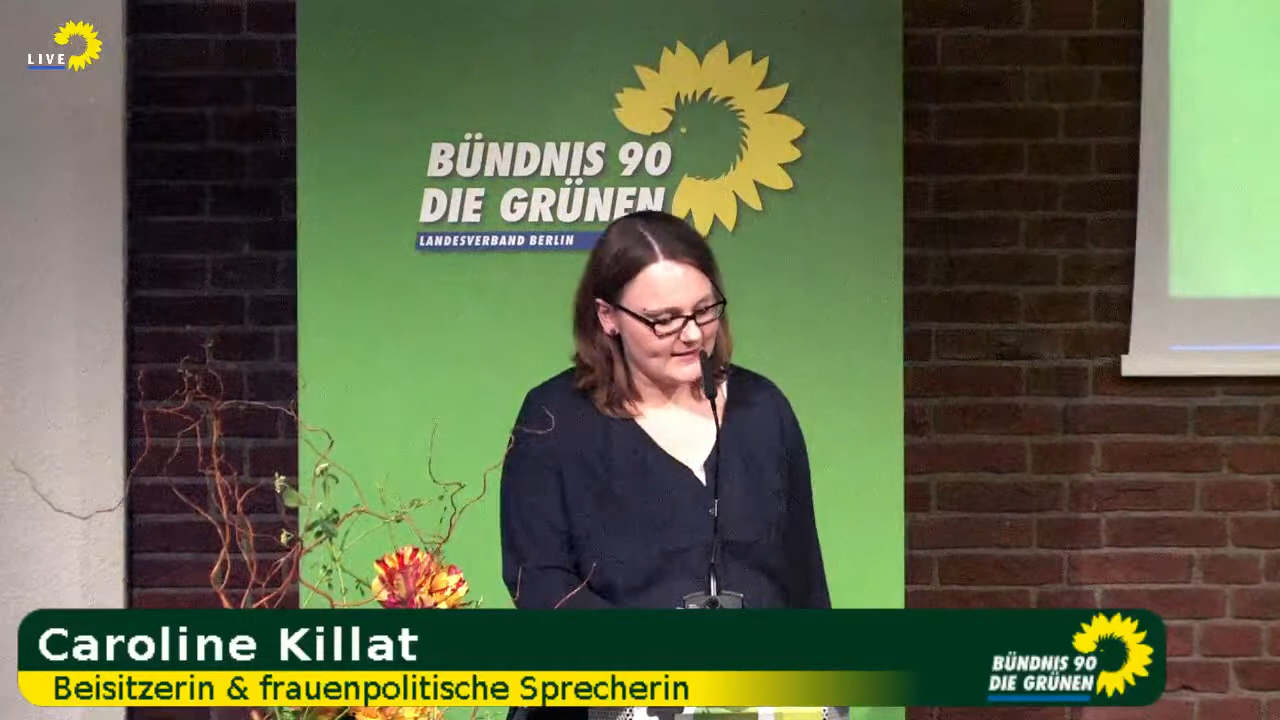 LIVE
BÜNDNIS 90
DIE GRÜNEN
LANDESVERBAND BERLIN
Caroline Killat
Beisitzerin & frauenpolitische Sprecherin
BÜNDNIS 90
DIE GRÜNEN